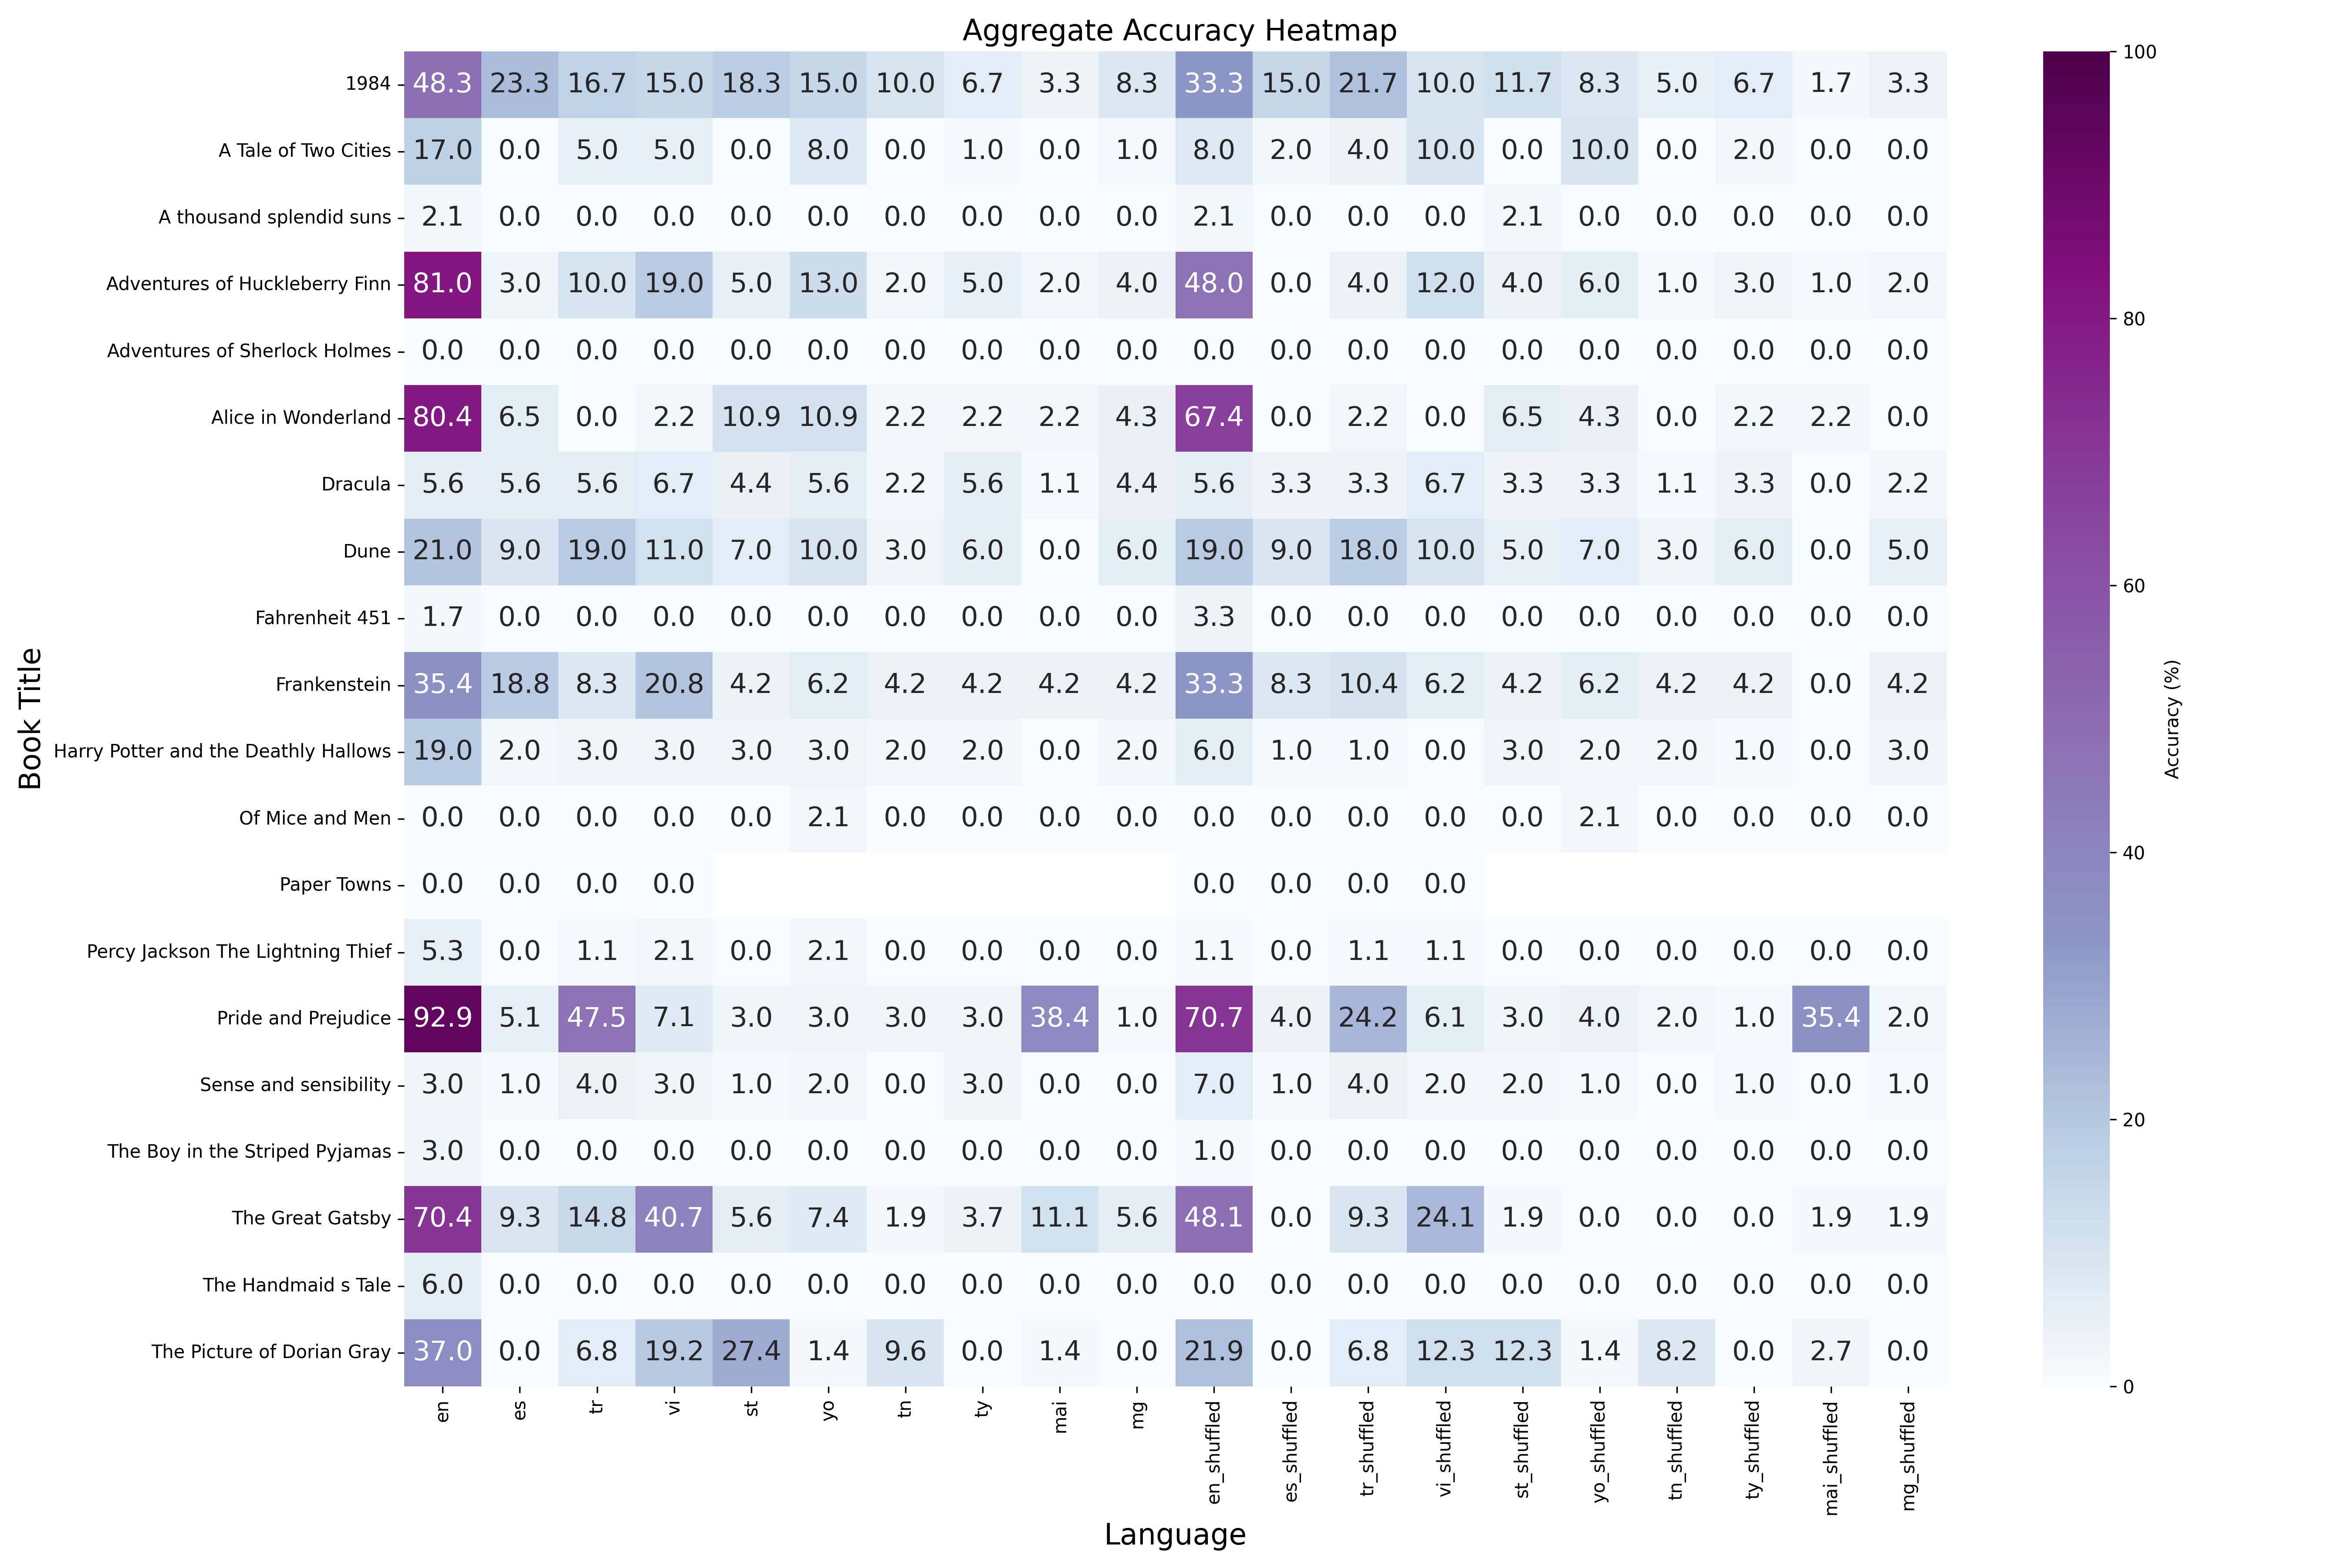 Aggregate Accuracy Heatmap
1984 48.3 23.3 16.7 15.0 18.3 15.0 10.0 6.7 3.3 8.3 33.3 15.0 21.7 10.0 11.7 8.3 5.0 6.7 1.7 3.3
A Tale of Two Cities 17.0 0.0 5.0 5.0 0.0 8.0 0.0 1.0 0.0 1.0 8.0 2.0 4.0 10.0 0.0 10.0 0.0 2.0 0.0 0.0
A thousand splendid suns 2.1 0.0 0.0 0.0 0.0 0.0 0.0 0.0 0.0 0.0 2.1 0.0 0.0 0.0 2.1 0.0 0.0 0.0 0.0 0.0
Adventures of Huckleberry Finn 81.0 3.0 10.0 19.0 5.0 13.0 2.0 5.0 2.0 4.0 48.0 0.0 4.0 12.0 4.0 6.0 1.0 3.0 1.0 2.0
Adventures of Sherlock Holmes 0.0 0.0 0.0 0.0 0.0 0.0 0.0 0.0 0.0 0.0 0.0 0.0 0.0 0.0 0.0 0.0 0.0 0.0 0.0 0.0
Alice in Wonderland 80.4 6.5 0.0 2.2 10.9 10.9 2.2 2.2 2.2 4.3 67.4 0.0 2.2 0.0 6.5 4.3 0.0 2.2 2.2 0.0
Dracula 5.6 5.6 5.6 6.7 4.4 5.6 2.2 5.6 1.1 4.4 5.6 3.3 3.3 6.7 3.3 3.3 1.1 3.3 0.0 2.2
Dune 21.0 9.0 19.0 11.0 7.0 10.0 3.0 6.0 0.0 6.0 19.0 9.0 18.0 10.0 5.0 7.0 3.0 6.0 0.0 5.0
Fahrenheit 451 1.7 0.0 0.0 0.0 0.0 0.0 0.0 0.0 0.0 0.0 3.3 0.0 0.0 0.0 0.0 0.0 0.0 0.0 0.0 0.0
Frankenstein 35.4 18.8 8.3 20.8 4.2 6.2 4.2 4.2 4.2 4.2 33.3 8.3 10.4 6.2 4.2 6.2 4.2 4.2 0.0 4.2
Harry Potter and the Deathly Hallows 19.0 2.0 3.0 3.0 3.0 3.0 2.0 2.0 0.0 2.0 6.0 1.0 1.0 0.0 3.0 2.0 2.0 1.0 0.0 3.0
Of Mice and Men 0.0 0.0 0.0 0.0 0.0 2.1 0.0 0.0 0.0 0.0 0.0 0.0 0.0 0.0 0.0 2.1 0.0 0.0 0.0 0.0
Paper Towns 0.0 0.0 0.0 0.0 0.0 0.0 0.0 0.0
Percy Jackson The Lightning Thief 5.3 0.0 1.1 2.1 0.0 2.1 0.0 0.0 0.0 0.0 1.1 0.0 1.1 1.1 0.0 0.0 0.0 0.0 0.0 0.0
Pride and Prejudice 92.9 5.1 47.5 7.1 3.0 3.0 3.0 3.0 38.4 1.0 70.7 4.0 24.2 6.1 3.0 4.0 2.0 1.0 35.4 2.0
Sense and sensibility 3.0 1.0 4.0 3.0 1.0 2.0 0.0 3.0 0.0 0.0 7.0 1.0 4.0 2.0 2.0 1.0 0.0 1.0 0.0 1.0
The Boy in the Striped Pyjamas 3.0 0.0 0.0 0.0 0.0 0.0 0.0 0.0 0.0 0.0 1.0 0.0 0.0 0.0 0.0 0.0 0.0 0.0 0.0 0.0
The Great Gatsby 70.4 9.3 14.8 40.7 5.6 7.4 1.9 3.7 11.1 5.6 48.1 0.0 9.3 24.1 1.9 0.0 0.0 0.0 1.9 1.9
The Handmaid s Tale 6.0 0.0 0.0 0.0 0.0 0.0 0.0 0.0 0.0 0.0 0.0 0.0 0.0 0.0 0.0 0.0 0.0 0.0 0.0 0.0
The Picture of Dorian Gray 37.0 0.0 6.8 19.2 27.4 1.4 9.6 0.0 1.4 0.0 21.9 0.0 6.8 12.3 12.3 1.4 8.2 0.0 2.7 0.0
en es tr vi st yo tn ty mai mg en_shuffled es_shuffled tr_shuffled vi_shuffled st_shuffled yo_shuffled tn_shuffled ty_shuffled mai_shuffled mg_shuffled
Language
Book Title
100
80
60
40
20
0
Accuracy (%)